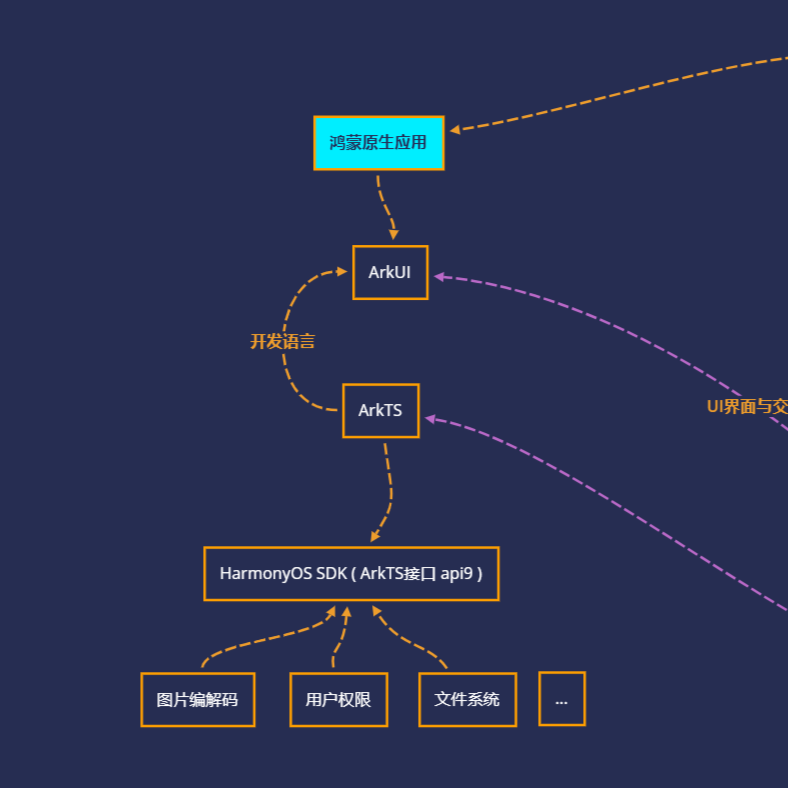 鸿蒙原生应用
ArkUI
开发语言
UI界面与交
ArkTS
HarmonyOS SDK ( ArkTS接口 api9 )
图片编解码
用户权限
文件系统
...